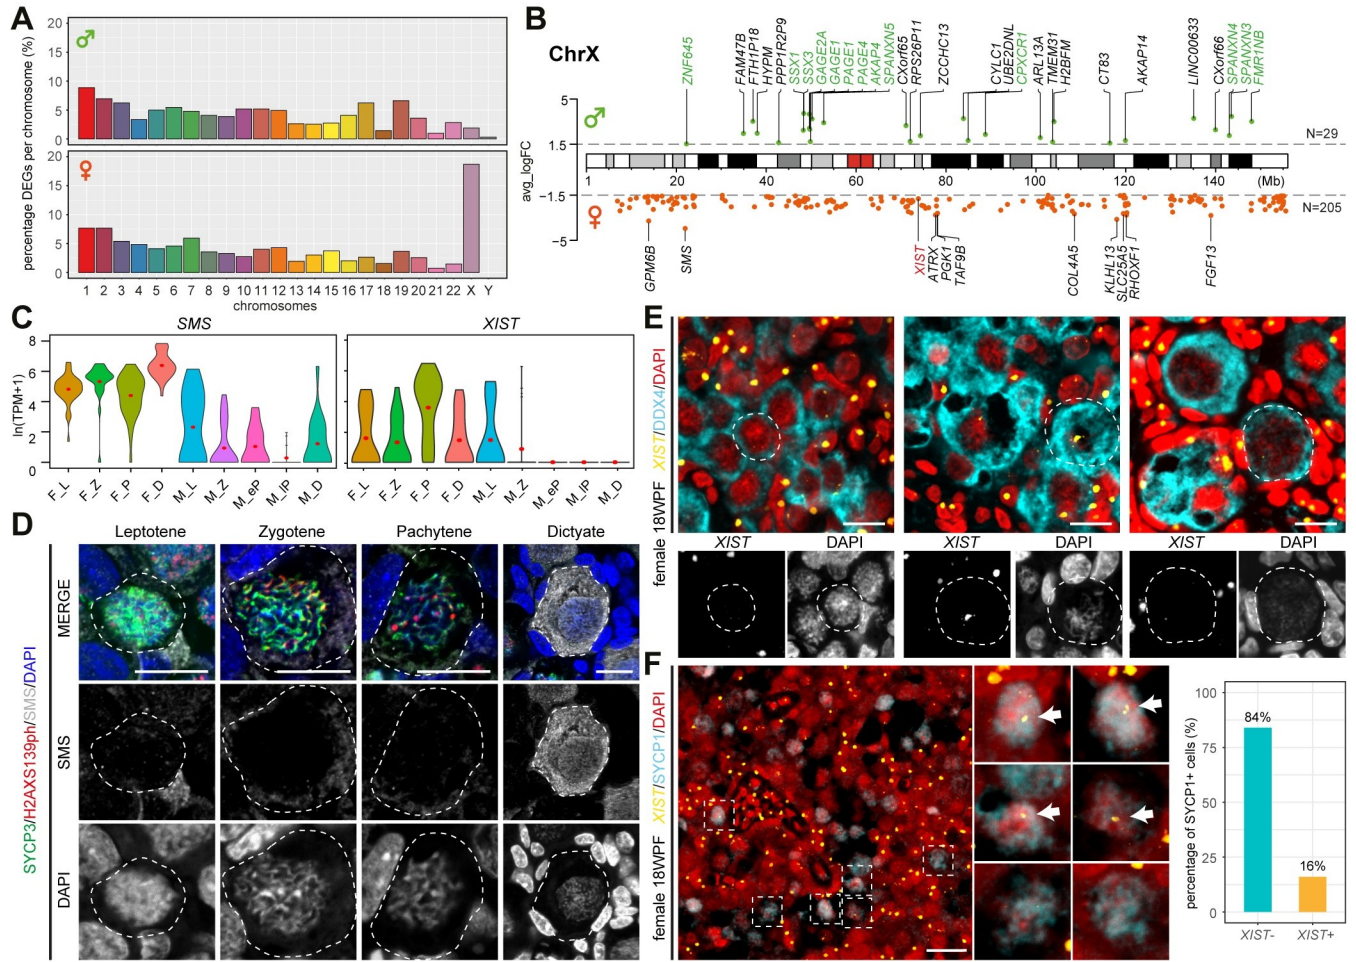 A
percentage DEGs per chromosome (%)
20
15
10
5
0
♂
20
15
10
5
0
♀
1 2 3 4 5 6 7 8 9 10 11 12 13 14 15 16 17 18 19 20 21 22 X Y
chromosomes
B
ChrX
ZNF645 FAM47B FTH1P18 HYPM PPP1R2P9 SSX1 SSX3 GAGE2A GAGE1 PAGE1 PAGE4 AKAP4 SPANXN5 CXorf65 RPS26P11 ZCCHC13 CYLC1 UBE2DNL CPXCR1 ARL13A TMEM31 H2BFM CT83 AKAP14 LINC00633 CXorf66 SPANXN4 SPANXN3 FMR1NB
avg_logFC
5
♂
1.5
N=29
1 20 40 60 80 100 120 140 (Mb)
−1.5
♀
N=205
−5
GPM6B SMS XIST ATRX PGK1 TAF9B COL4A5 KLHL13 SLC25A5 RHOXF1 FGF13
C
SMS XIST
ln(TPM+1)
8
6
4
2
0
F_L F_Z F_P F_D M_L M_Z M_eP M_lP M_D
F_L F_Z F_P F_D M_L M_Z M_eP M_lP M_D
D
Leptotene Zygotene Pachytene Dictyate
SYCP3/H2AXS139ph/SMS/DAPI
MERGE
SMS
DAPI
E
female 18WPF XIST/DDX4/DAPI
XIST DAPI XIST DAPI XIST DAPI
F
female 18WPF XIST/SYCP1/DAPI
percentage of SYCP1+ cells (%)
100
75
50
25
0
84%
16%
XIST- XIST+